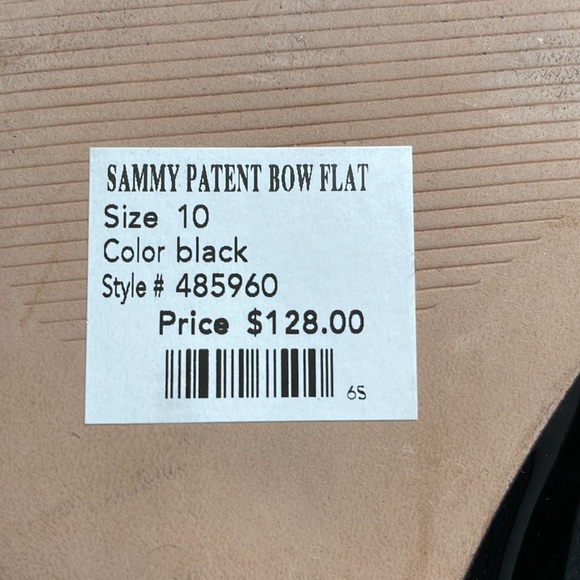 SAMMY PATENT BOW FLAT
Size 10
Color black
Style # 485960
Price $128.00
6S